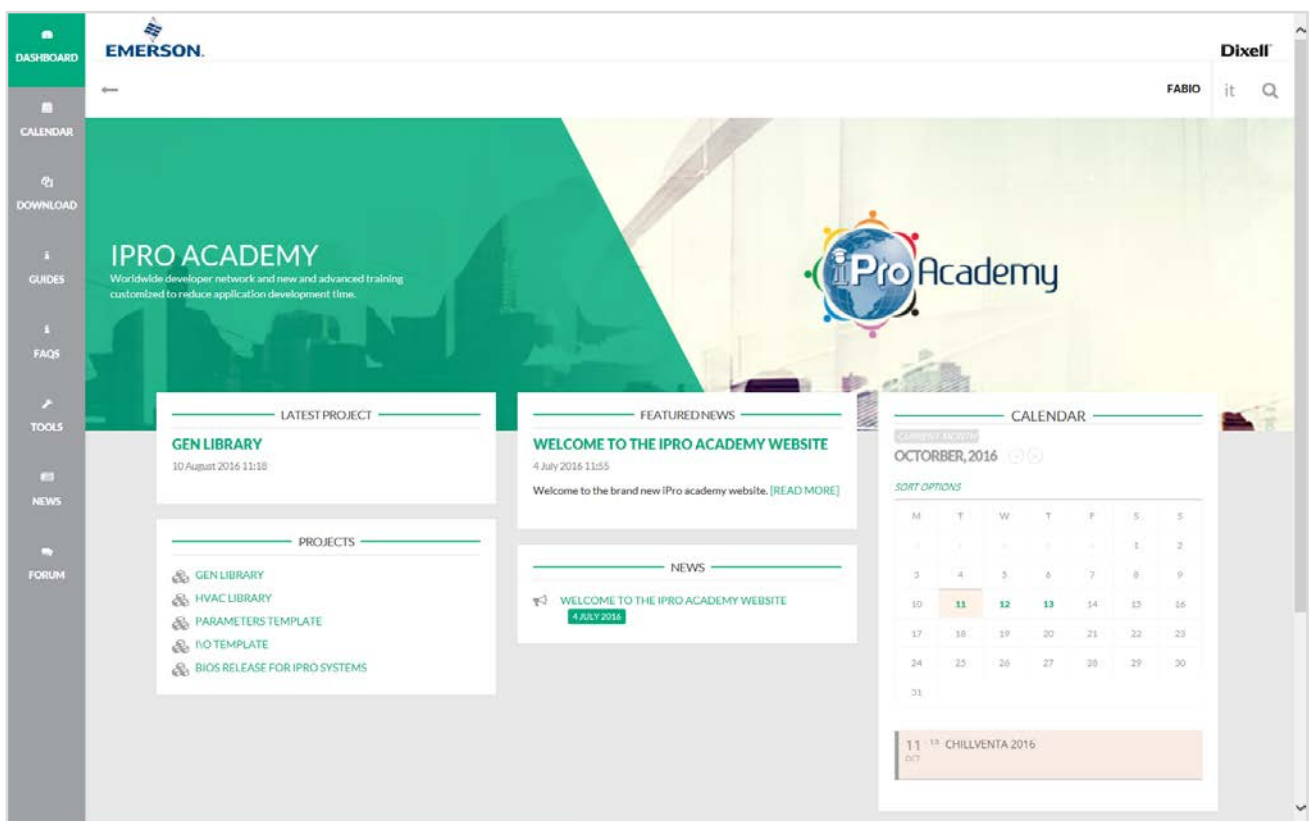 DASHBOARD
CALENDAR
DOWNLOAD
GUIDES
FAQS
TOOLS
NEWS
FORUM
EMERSON.
Dixell
FABIO
it
IPRO ACADEMY
Worldwide developer network and new and advanced training
customized to reduce application development time.
iPro Academy
LATEST PROJECT
GEN LIBRARY
10 August 2016 11:18
PROJECTS
GEN LIBRARY
HVAC LIBRARY
PARAMETERS TEMPLATE
I\O TEMPLATE
BIOS RELEASE FOR IPRO SYSTEMS
FEATURED NEWS
WELCOME TO THE IPRO ACADEMY WEBSITE
4 July 2016 11:55
Welcome to the brand new iPro academy website. [READ MORE]
NEWS
WELCOME TO THE IPRO ACADEMY WEBSITE
4 JULY 2016
CALENDAR
CURRENT MONTH
OCTORBER, 2016
SORT OPTIONS
M T W T F S S
1 2
3 4 5 6 7 8 9
10 11 12 13 14 15 16
17 18 19 20 21 22 23
24 25 26 27 28 29 30
31
11 - 13 CHILLVENTA 2016
OCT